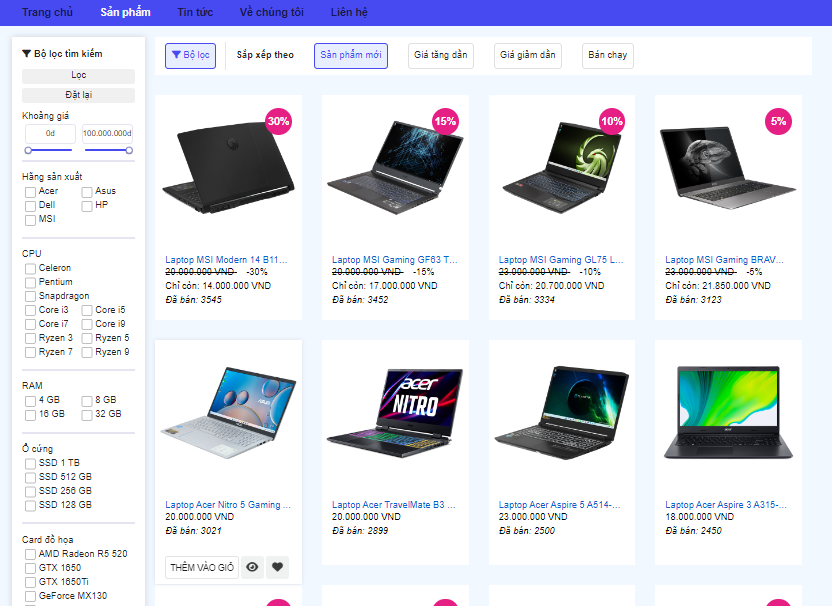 Trang chủ Sản phẩm Tin tức Về chúng tôi Liên hệ
Bộ lọc tìm kiếm
Lọc
Đặt lại
Khoảng giá
0đ 100.000.000đ
Hãng sản xuất
Acer Asus
Dell HP
MSI
CPU
Celeron
Pentium
Snapdragon
Core i3 Core i5
Core i7 Core i9
Ryzen 3 Ryzen 5
Ryzen 7 Ryzen 9
RAM
4 GB 8 GB
16 GB 32 GB
Ổ cứng
SSD 1 TB
SSD 512 GB
SSD 256 GB
SSD 128 GB
Card đồ họa
AMD Radeon R5 520
GTX 1650
GTX 1650Ti
GeForce MX130
Bộ lọc Sắp xếp theo Sản phẩm mới Giá tăng dần Giá giảm dần Bán chạy
30%
Laptop MSI Modern 14 B11...
20.000.000 VND -30%
Chỉ còn: 14.000.000 VND
Đã bán: 3545
15%
Laptop MSI Gaming GF63 T...
20.000.000 VND -15%
Chỉ còn: 17.000.000 VND
Đã bán: 3452
10%
Laptop MSI Gaming GL75 L...
23.000.000 VND -10%
Chỉ còn: 20.700.000 VND
Đã bán: 3334
5%
Laptop MSI Gaming BRAV...
23.000.000 VND -5%
Chỉ còn: 21.850.000 VND
Đã bán: 3123
Laptop Acer Nitro 5 Gaming ...
20.000.000 VND
Đã bán: 3021
THÊM VÀO GIỎ
acer
NITRO
Laptop Acer TravelMate B3 ...
20.000.000 VND
Đã bán: 2899
Laptop Acer Aspire 5 A514-...
23.000.000 VND
Đã bán: 2500
Laptop Acer Aspire 3 A315-...
18.000.000 VND
Đã bán: 2450